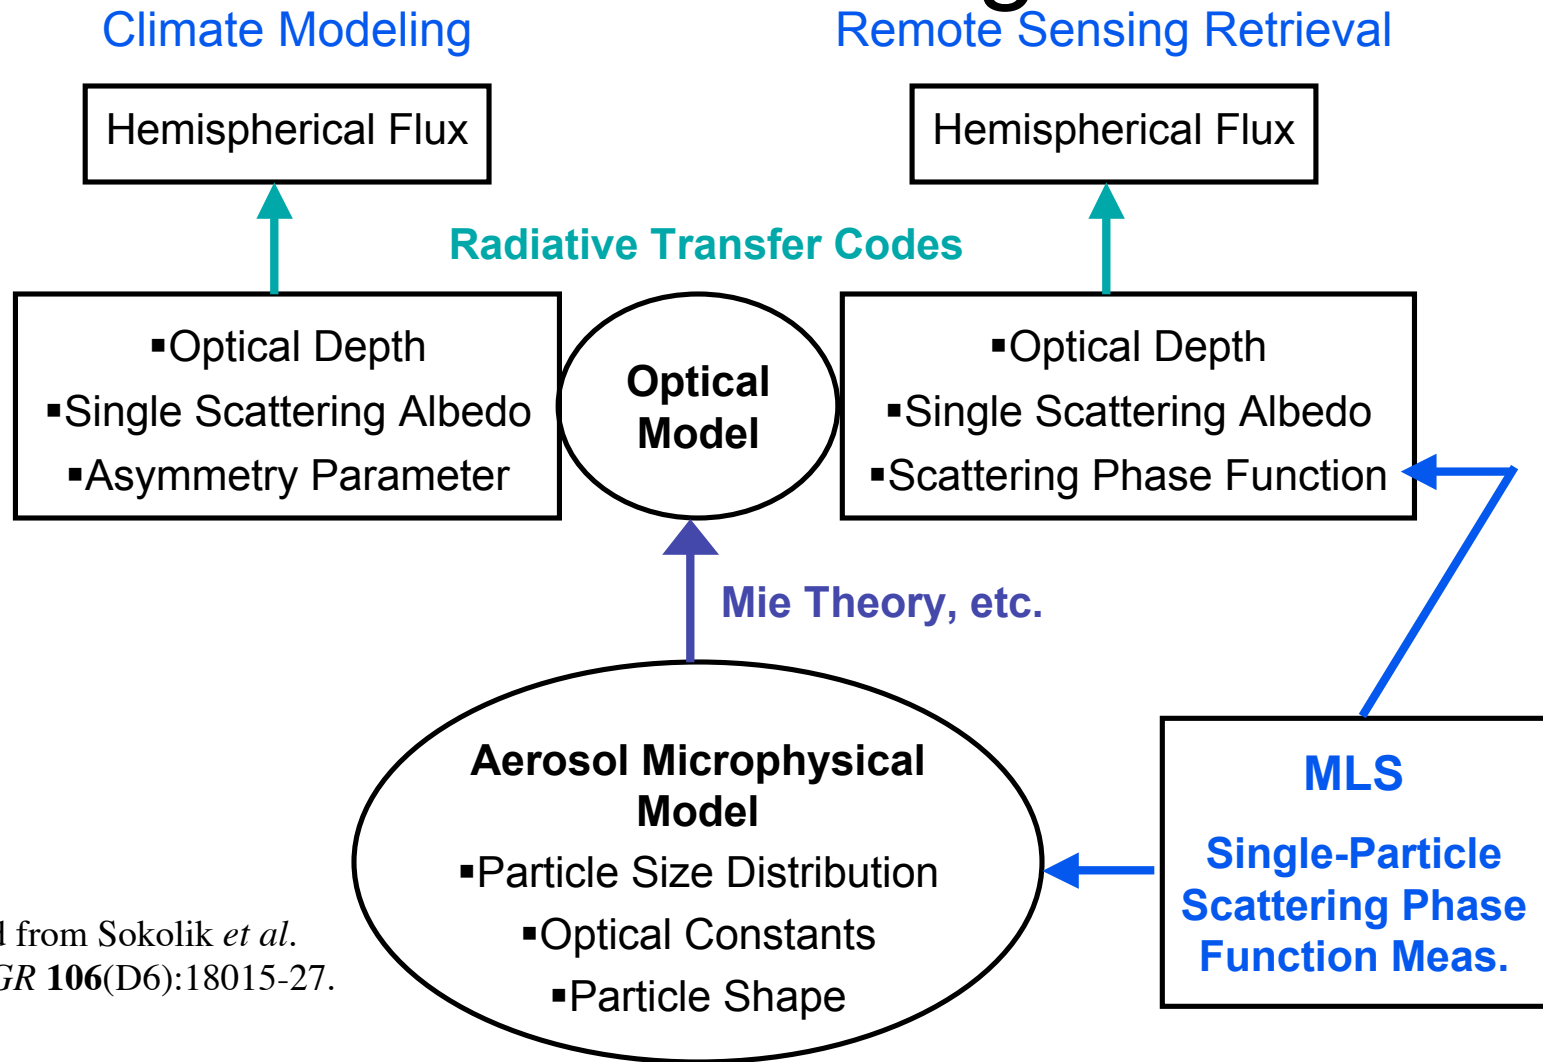 Climate Modeling
Remote Sensing Retrieval
Hemispherical Flux
Hemispherical Flux
Radiative Transfer Codes
▪Optical Depth
▪Single Scattering Albedo
▪Asymmetry Parameter
Optical
Model
▪Optical Depth
▪Single Scattering Albedo
▪Scattering Phase Function
Mie Theory, etc.
Aerosol Microphysical
Model
▪Particle Size Distribution
▪Optical Constants
▪Particle Shape
MLS
Single-Particle
Scattering Phase
Function Meas.
from Sokolik et al.
106(D6):18015-27.